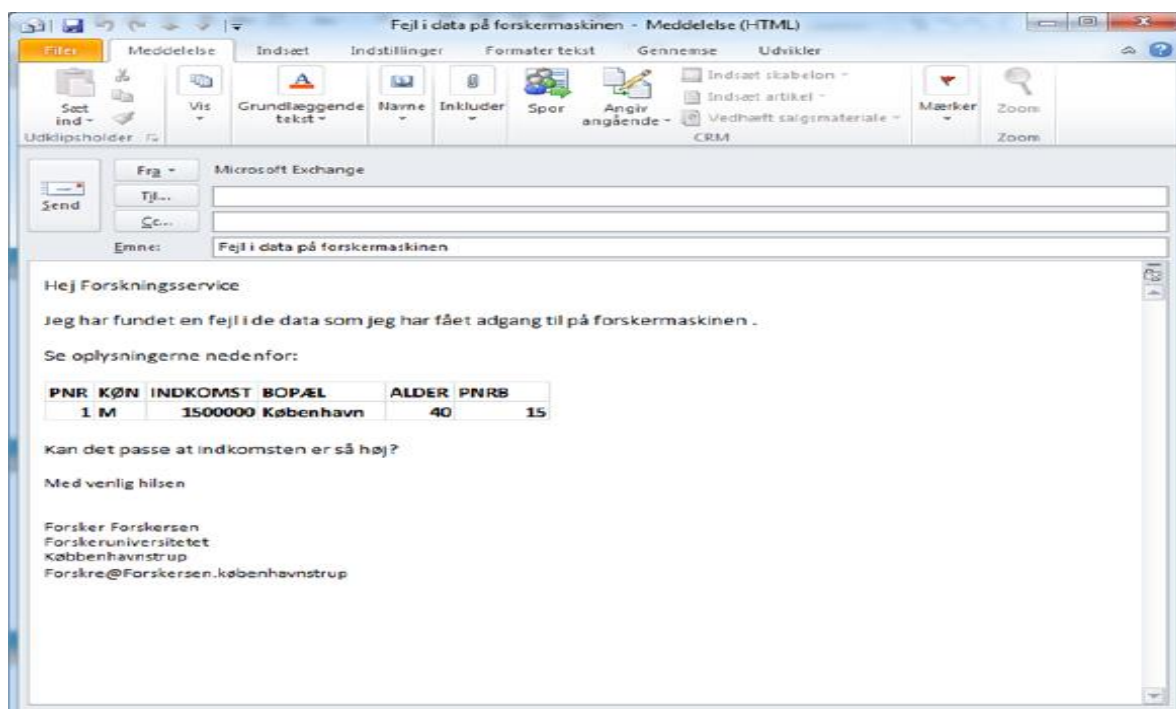 Fejl i data på forskermaskinen - Meddelelse (HTML)
Filer Meddelelse Indsæt Indstillinger Formater tekst Gennemse Udvikler
Sæt ind
Vis
Grundlæggende tekst
Navne
Inkluder
Spor
Angiv angående
Indsæt skabelon
Indsæt artikel
Vedhæft salgsmateriale
Mærker
Zoom
Udklipsholder CRM Zoom
Fra Microsoft Exchange
Send
Til...
Cc...
Emne: Fejl i data på forskermaskinen
Hej Forskningsservice
Jeg har fundet en fejl i de data som jeg har fået adgang til på forskermaskinen .
Se oplysningerne nedenfor:
PNR KØN INDKOMST BOPÆL ALDER PNRB
1 M 1500000 København 40 15
Kan det passe at indkomsten er så høj?
Med venlig hilsen
Forsker Forskersen
Forskeruniversitetet
Købbenhavnstrup
Forskre@Forskersen.københavnstrup